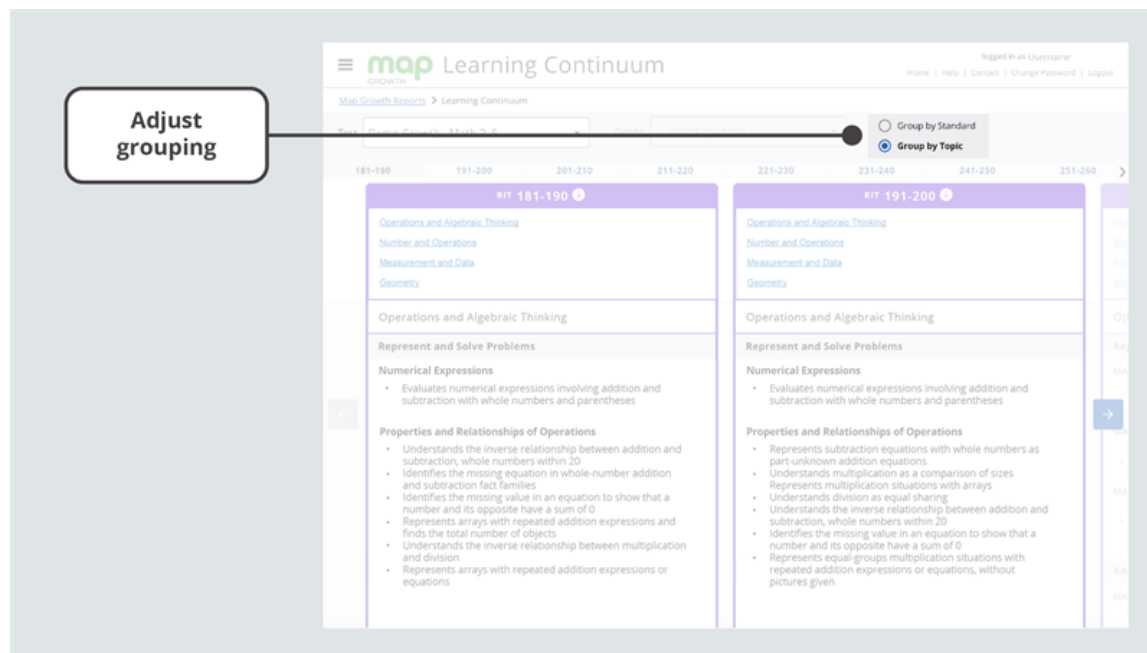 Adjust
grouping
map Learning Continuum
GROWTH
logged in as Username
Home | Help | Contact | Change Password | Logout
Map Growth Reports > Learning Continuum
Test Demo Growth: Math 2-5
Grade
Group by Standard
Group by Topic
181-190 191-200 201-210 211-220 221-230 231-240 241-250 251-260
RIT 181-190
Operations and Algebraic Thinking
Number and Operations
Measurement and Data
Geometry
Operations and Algebraic Thinking
Represent and Solve Problems
Numerical Expressions
• Evaluates numerical expressions involving addition and
subtraction with whole numbers and parentheses
Properties and Relationships of Operations
• Understands the inverse relationship between addition and
subtraction, whole numbers within 20
• Identifies the missing equation in whole-number addition
and subtraction fact families
• Identifies the missing value in an equation to show that a
number and its opposite have a sum of 0
• Represents arrays with repeated addition expressions and
finds the total number of objects
• Understands the inverse relationship between multiplication
and division
• Represents arrays with repeated addition expressions or
equations
RIT 191-200
Operations and Algebraic Thinking
Number and Operations
Measurement and Data
Geometry
Operations and Algebraic Thinking
Represent and Solve Problems
Numerical Expressions
• Evaluates numerical expressions involving addition and
subtraction with whole numbers and parentheses
Properties and Relationships of Operations
• Represents subtraction equations with whole numbers as
part-unknown addition equations
• Understands multiplication as a comparison of sizes
Represents multiplication situations with arrays
• Understands division as equal sharing
• Understands the inverse relationship between addition and
subtraction, whole numbers within 20
• Identifies the missing value in an equation to show that a
number and its opposite have a sum of 0
• Represents equal-groups multiplication situations with
repeated addition expressions or equations, without
pictures given